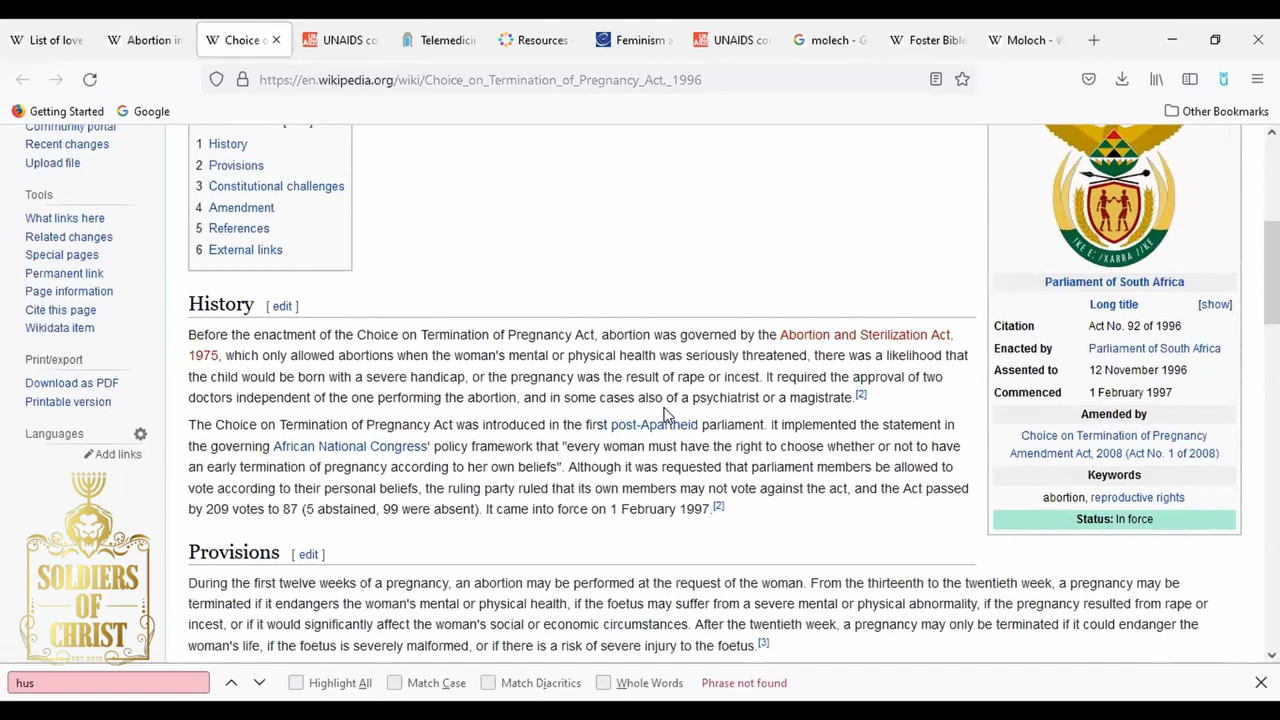 List of love
Abortion in
Choice o
UNAIDS co
Telemedicin
Resources
Feminism a
UNAIDS co
molech - G
Foster Bible
Moloch - W
https://en.wikipedia.org/wiki/Choice_on_Termination_of_Pregnancy_Act,_1996
Getting Started
Google
Other Bookmarks
Community portal
Recent changes
Upload file
Tools
What links here
Related changes
Special pages
Permanent link
Page information
Cite this page
Wikidata item
Print/export
Download as PDF
Printable version
Languages
Add links
SOLDIERS
OF
CHRIST
1 History
2 Provisions
3 Constitutional challenges
4 Amendment
5 References
6 External links
History [ edit ]
Before the enactment of the Choice on Termination of Pregnancy Act, abortion was governed by the Abortion and Sterilization Act,
1975, which only allowed abortions when the woman's mental or physical health was seriously threatened, there was a likelihood that
the child would be born with a severe handicap, or the pregnancy was the result of rape or incest. It required the approval of two
doctors independent of the one performing the abortion, and in some cases also of a psychiatrist or a magistrate.[2]
The Choice on Termination of Pregnancy Act was introduced in the first post-Apartheid parliament. It implemented the statement in
the governing African National Congress' policy framework that "every woman must have the right to choose whether or not to have
an early termination of pregnancy according to her own beliefs". Although it was requested that parliament members be allowed to
vote according to their personal beliefs, the ruling party ruled that its own members may not vote against the act, and the Act passed
by 209 votes to 87 (5 abstained, 99 were absent). It came into force on 1 February 1997.[2]
Provisions [ edit ]
During the first twelve weeks of a pregnancy, an abortion may be performed at the request of the woman. From the thirteenth to the twentieth week, a pregnancy may be
terminated if it endangers the woman's mental or physical health, if the foetus may suffer from a severe mental or physical abnormality, if the pregnancy resulted from rape or
incest, or if it would significantly affect the woman's social or economic circumstances. After the twentieth week, a pregnancy may only be terminated if it could endanger the
woman's life, if the foetus is severely malformed, or if there is a risk of severe injury to the foetus.[3]
!KE E: /XARRA //KE
Parliament of South Africa
Long title [show]
Citation Act No. 92 of 1996
Enacted by Parliament of South Africa
Assented to 12 November 1996
Commenced 1 February 1997
Amended by
Choice on Termination of Pregnancy
Amendment Act, 2008 (Act No. 1 of 2008)
Keywords
abortion, reproductive rights
Status: In force
hus
Highlight All
Match Case
Match Diacritics
Whole Words
Phrase not found